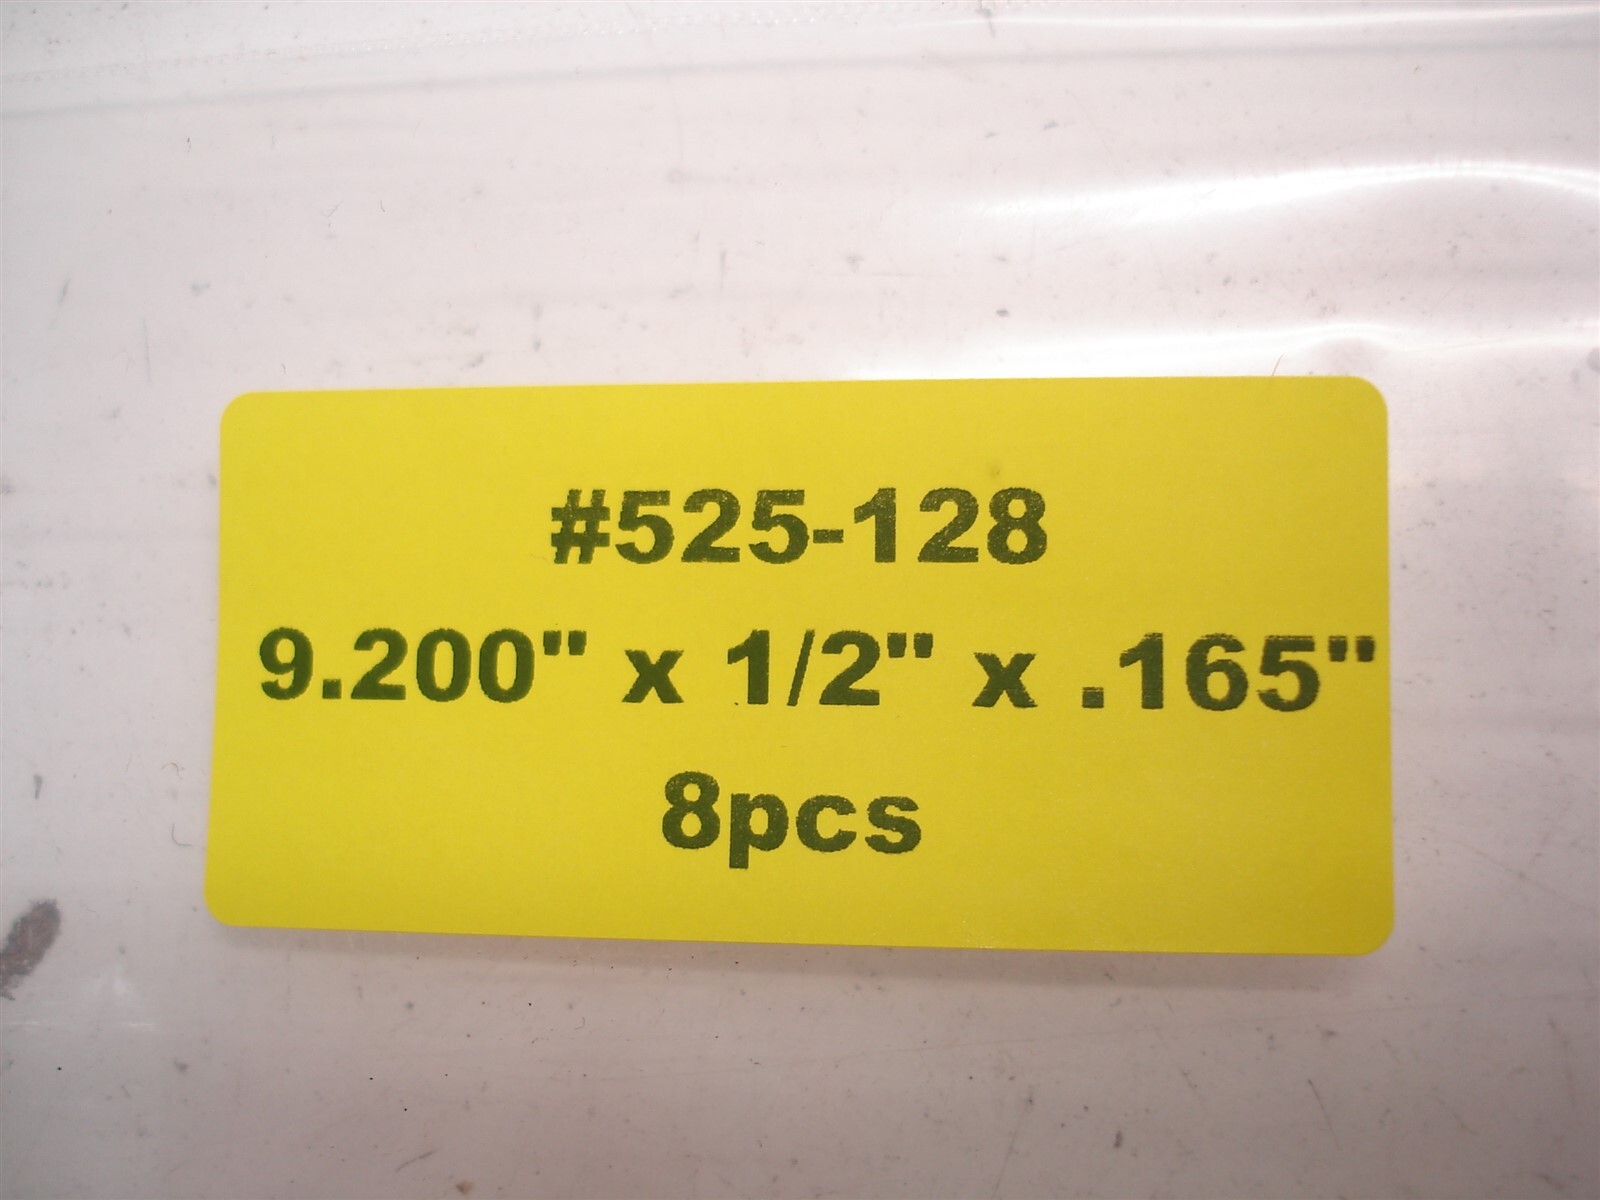 #525-128
9.200" x 1/2" x .165"
8pcs